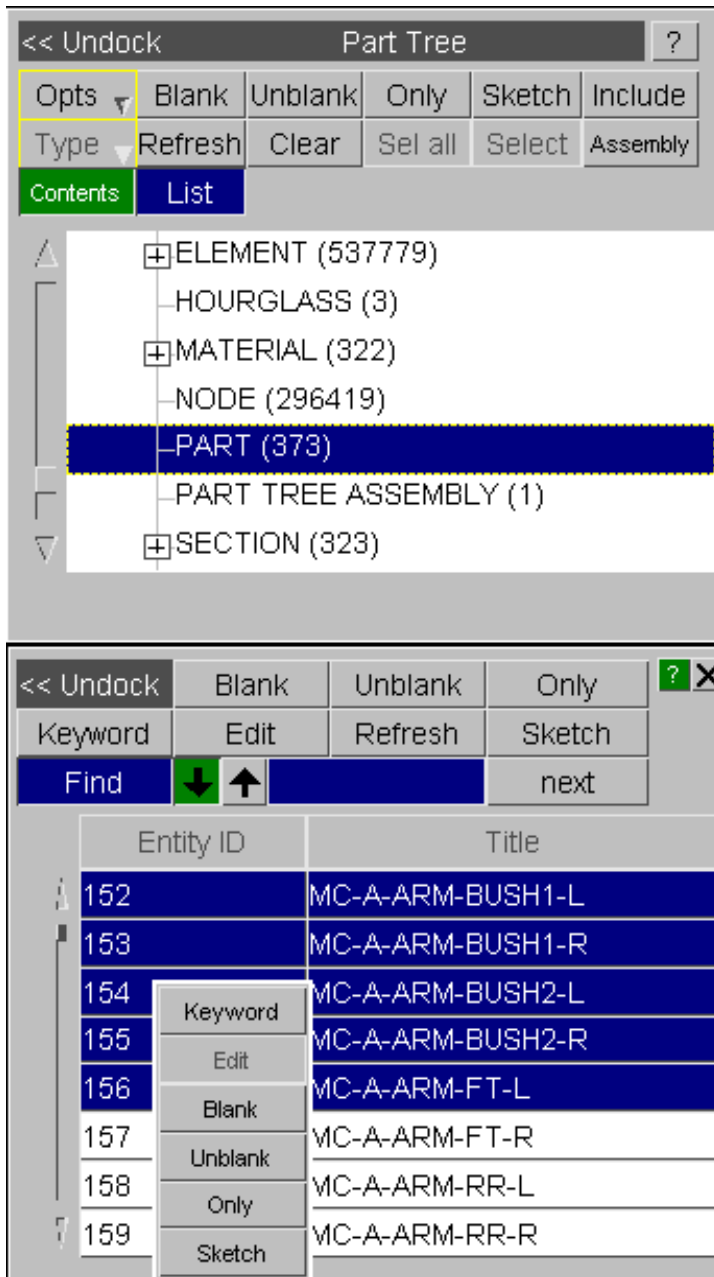 << Undock Part Tree ?
Opts Blank Unblank Only Sketch Include
Type Refresh Clear Sel all Select Assembly
Contents List
ELEMENT (537779)
HOURGLASS (3)
MATERIAL (322)
NODE (296419)
PART (373)
PART TREE ASSEMBLY (1)
SECTION (323)
<< Undock Blank Unblank Only ? X
Keyword Edit Refresh Sketch
Find next
Entity ID Title
152 MC-A-ARM-BUSH1-L
153 MC-A-ARM-BUSH1-R
154 MC-A-ARM-BUSH2-L
155 MC-A-ARM-BUSH2-R
156 MC-A-ARM-FT-L
157 MC-A-ARM-FT-R
158 MC-A-ARM-RR-L
159 MC-A-ARM-RR-R
Keyword
Edit
Blank
Unblank
Only
Sketch